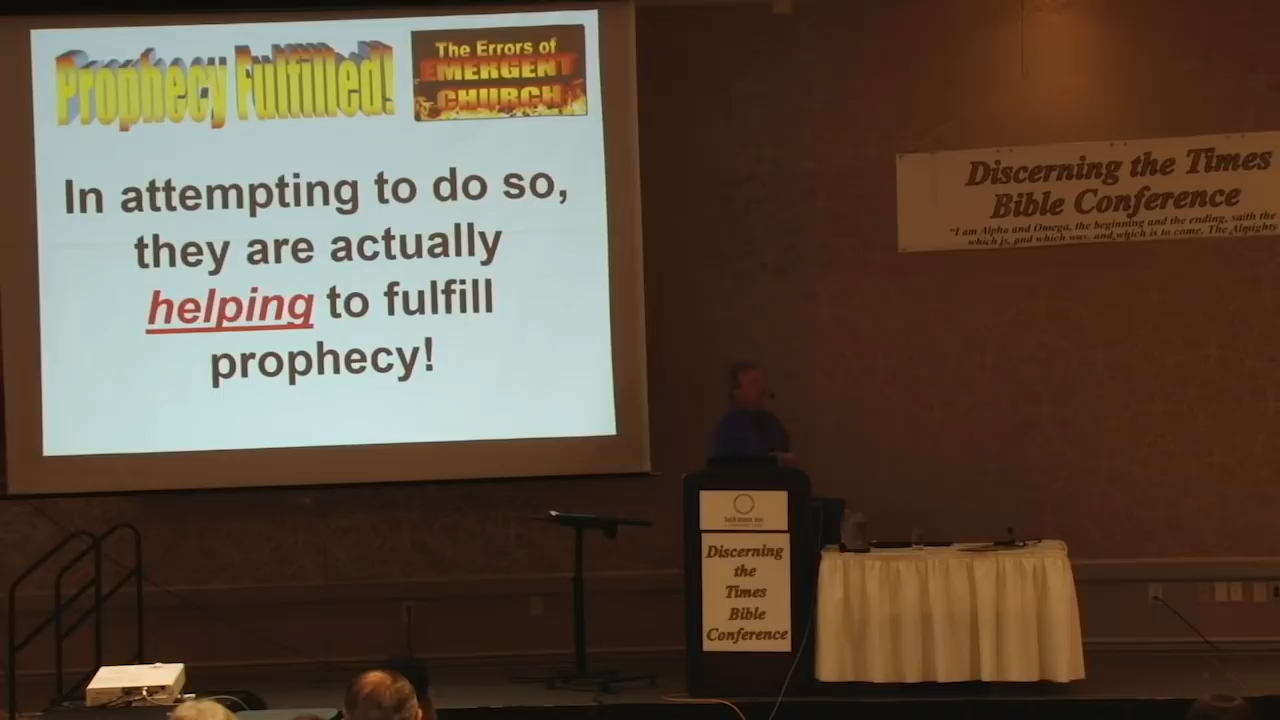 Prophecy Fulfilled!
The Errors of
EMERGENT
CHURCH
In attempting to do so,
they are actually
helping to fulfill
prophecy!
Discerning the Times
Bible Conference
"I am Alpha and Omega, the beginning and the ending, saith the
which is, and which was, and which is to come, The Almighty
Discerning
the
Times
Bible
Conference